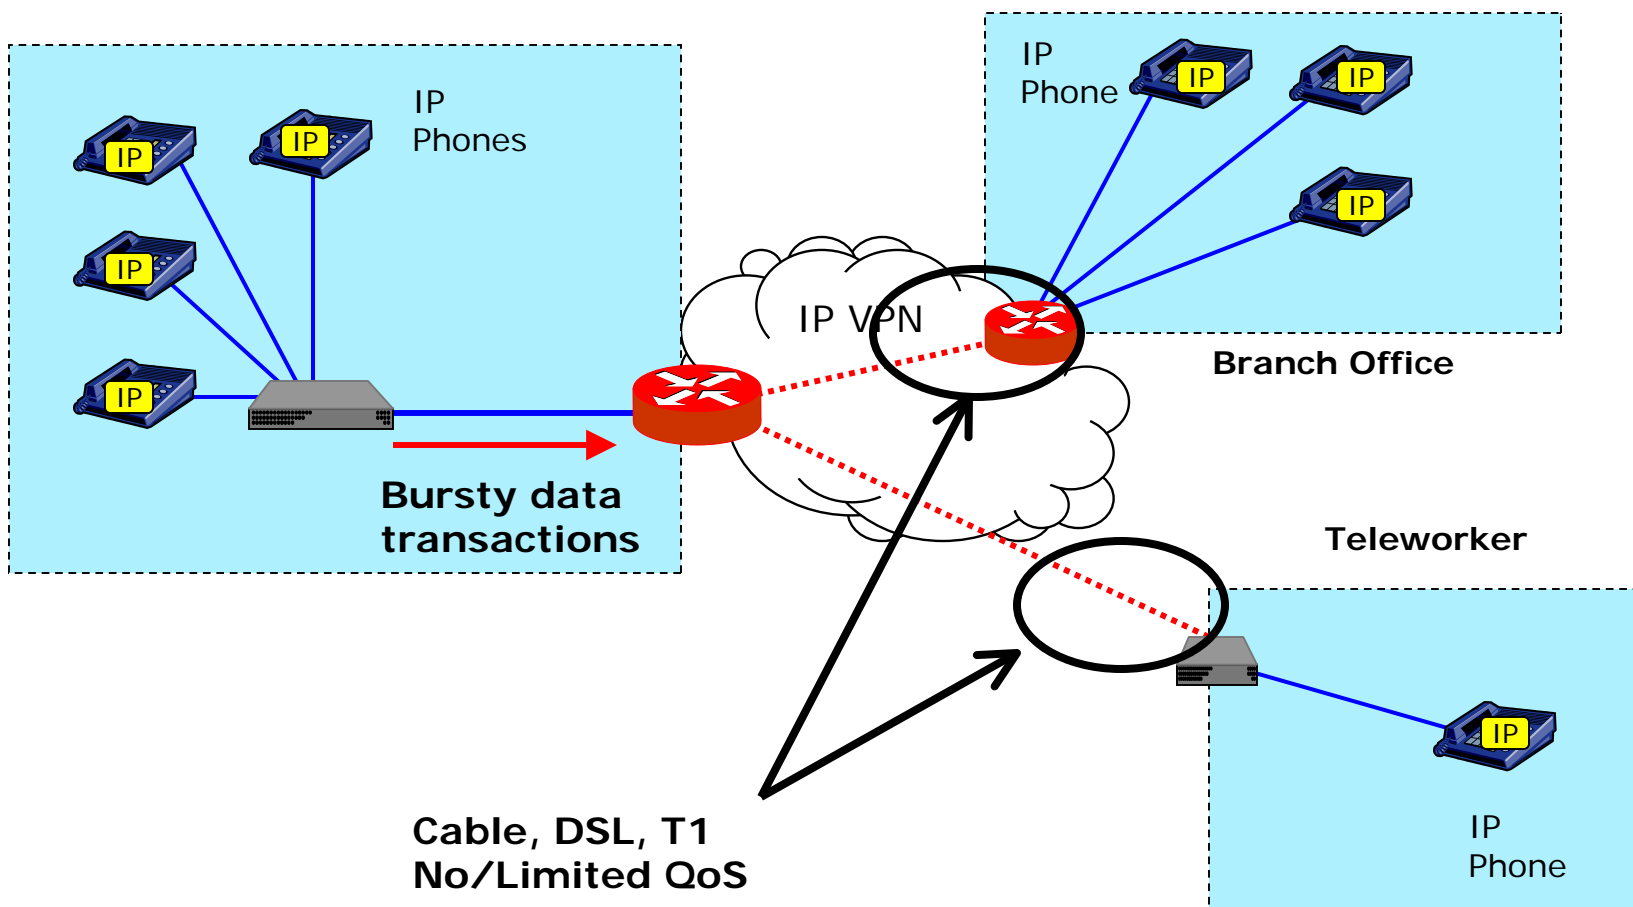 IP
Phones
IP
IP
IP
IP
IP
Phone
IP
IP
IP
IP VPN
Branch Office
Bursty data
transactions
Teleworker
IP
IP
Phone
Cable, DSL, T1
No/Limited QoS